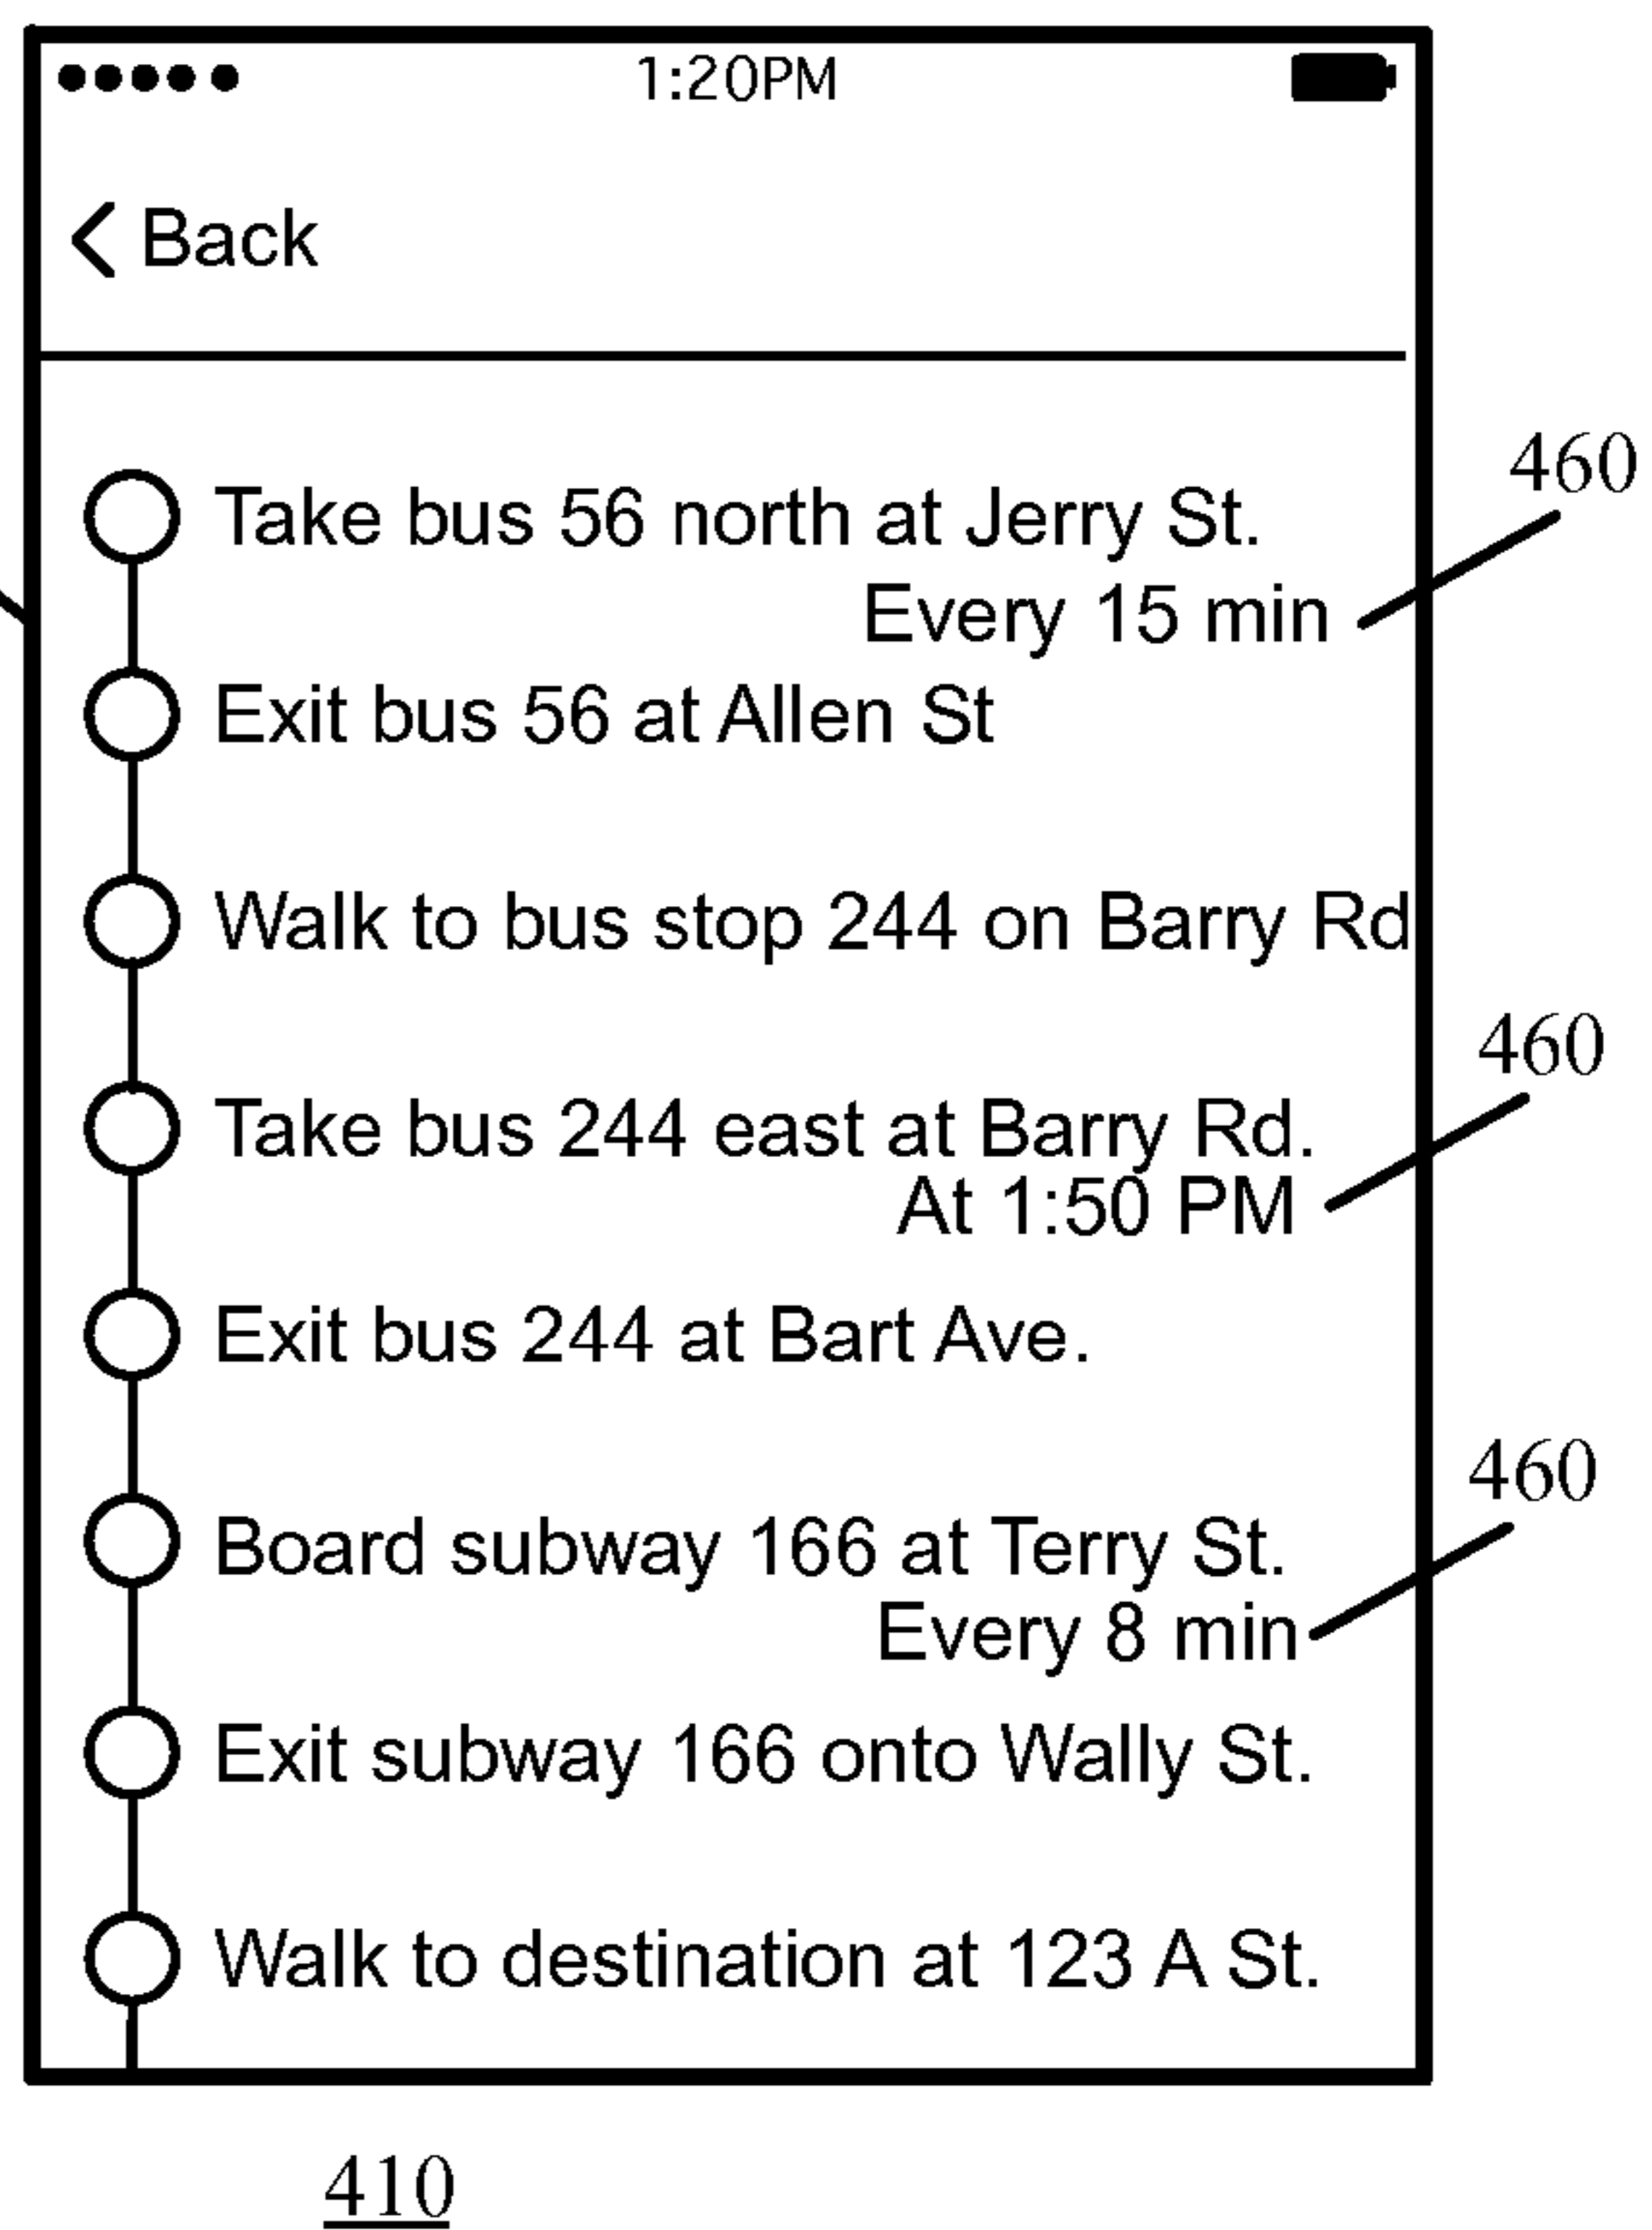 1:20PM
Back
460
Take bus 56 north at Jerry St.
Every 15 min
Exit bus 56 at Allen St
Walk to bus stop 244 on Barry Rd
460
Take bus 244 east at Barry Rd.
At 1:50 PM
Exit bus 244 at Bart Ave.
460
Board subway 166 at Terry St.
Every 8 min
Exit subway 166 onto Wally St.
Walk to destination at 123 A St.
410